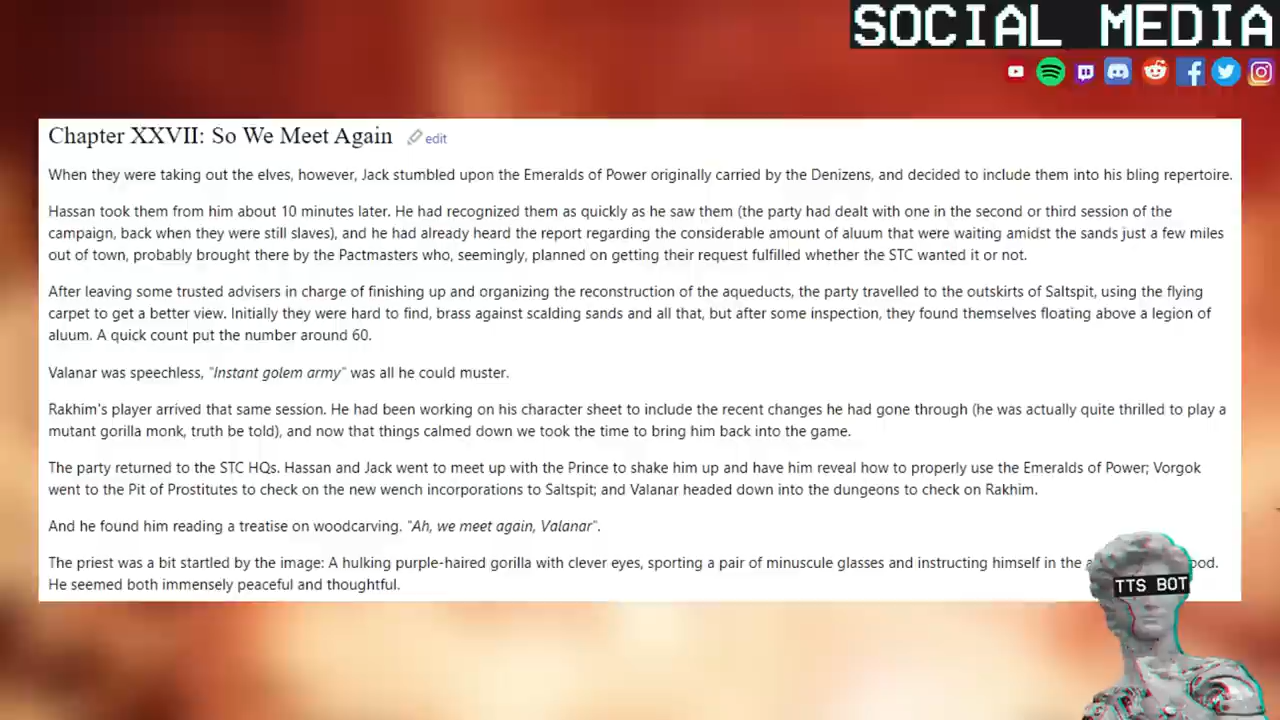 SOCIAL MEDIA
Chapter XXVII: So We Meet Again edit
When they were taking out the elves, however, Jack stumbled upon the Emeralds of Power originally carried by the Denizens, and decided to include them into his bling repertoire.
Hassan took them from him about 10 minutes later. He had recognized them as quickly as he saw them (the party had dealt with one in the second or third session of the
campaign, back when they were still slaves), and he had already heard the report regarding the considerable amount of aluum that were waiting amidst the sands just a few miles
out of town, probably brought there by the Pactmasters who, seemingly, planned on getting their request fulfilled whether the STC wanted it or not.
After leaving some trusted advisers in charge of finishing up and organizing the reconstruction of the aqueducts, the party travelled to the outskirts of Saltspit, using the flying
carpet to get a better view. Initially they were hard to find, brass against scalding sands and all that, but after some inspection, they found themselves floating above a legion of
aluum. A quick count put the number around 60.
Valanar was speechless, "Instant golem army" was all he could muster.
Rakhim's player arrived that same session. He had been working on his character sheet to include the recent changes he had gone through (he was actually quite thrilled to play a
mutant gorilla monk, truth be told), and now that things calmed down we took the time to bring him back into the game.
The party returned to the STC HQs. Hassan and Jack went to meet up with the Prince to shake him up and have him reveal how to properly use the Emeralds of Power; Vorgok
went to the Pit of Prostitutes to check on the new wench incorporations to Saltspit; and Valanar headed down into the dungeons to check on Rakhim.
And he found him reading a treatise on woodcarving. "Ah, we meet again, Valanar".
The priest was a bit startled by the image: A hulking purple-haired gorilla with clever eyes, sporting a pair of minuscule glasses and instructing himself in the
He seemed both immensely peaceful and thoughtful.
TTS BOT